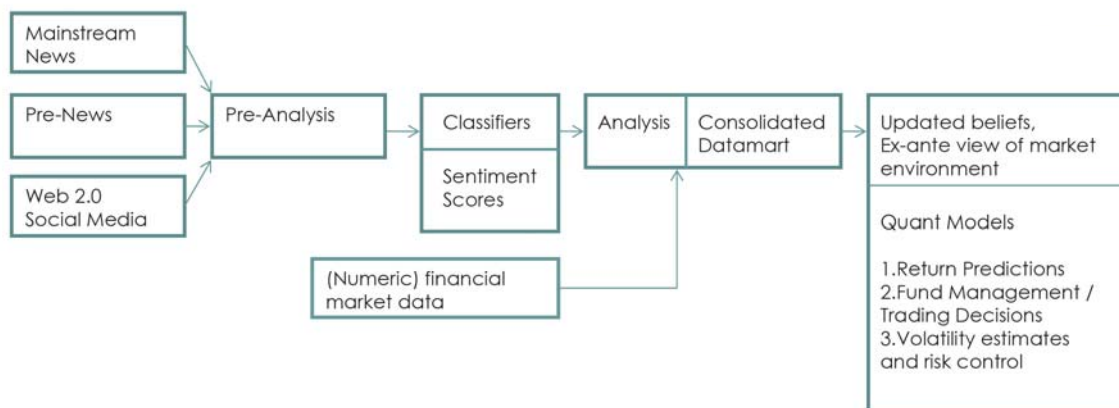 Mainstream
News
Pre-News
Web 2.0
Social Media
Pre-Analysis
Classifiers
Sentiment
Scores
(Numeric) financial
market data
Analysis
Consolidated
Datamart
Updated beliefs,
Ex-ante view of market
environment
Quant Models
1.Return Predictions
2.Fund Management /
Trading Decisions
3.Volatility estimates
and risk control